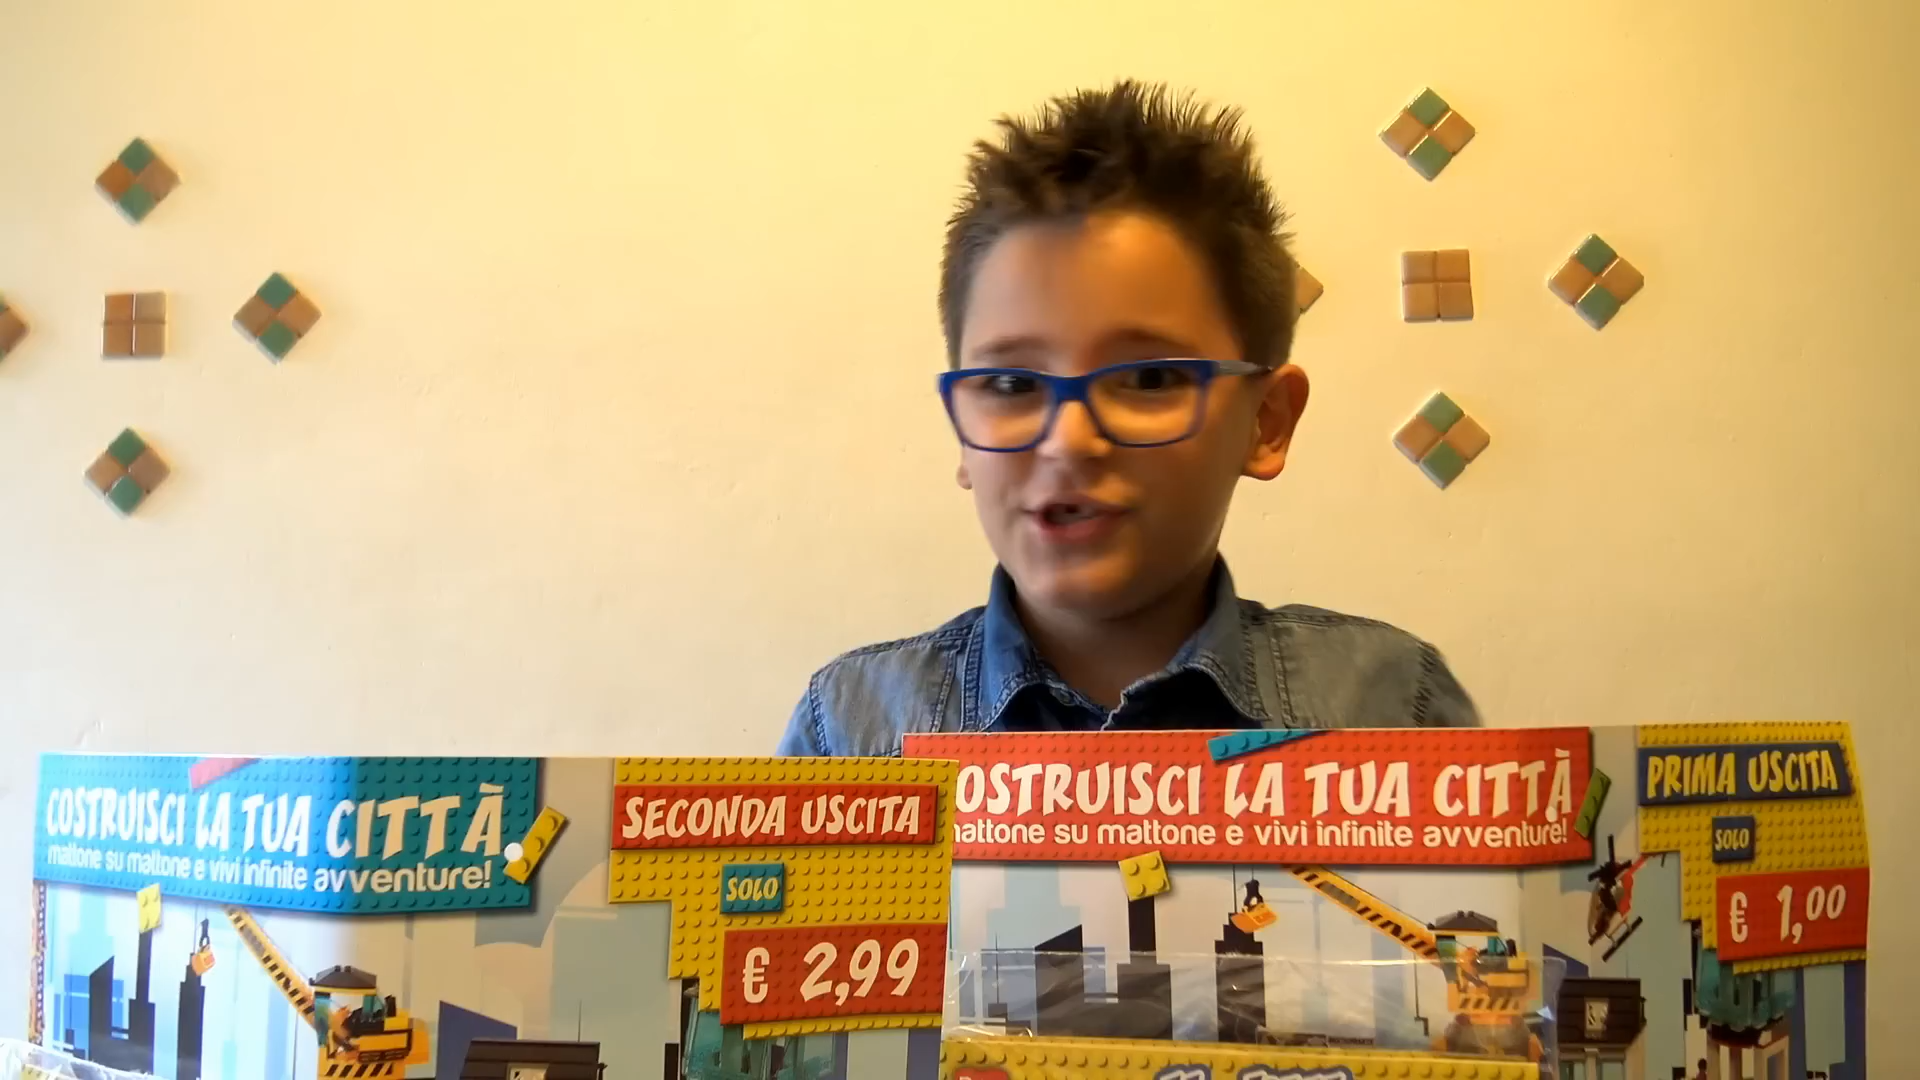 COSTRUISCI LA TUA CITTÀ
mattone su mattone e vivi infinite avventure!
SECONDA USCITA
SOLO
€ 2,99
OSTRUISCI LA TUA CITTÀ
mattone su mattone e vivi infinite avventure!
PRIMA USCITA
SOLO
€ 1,00